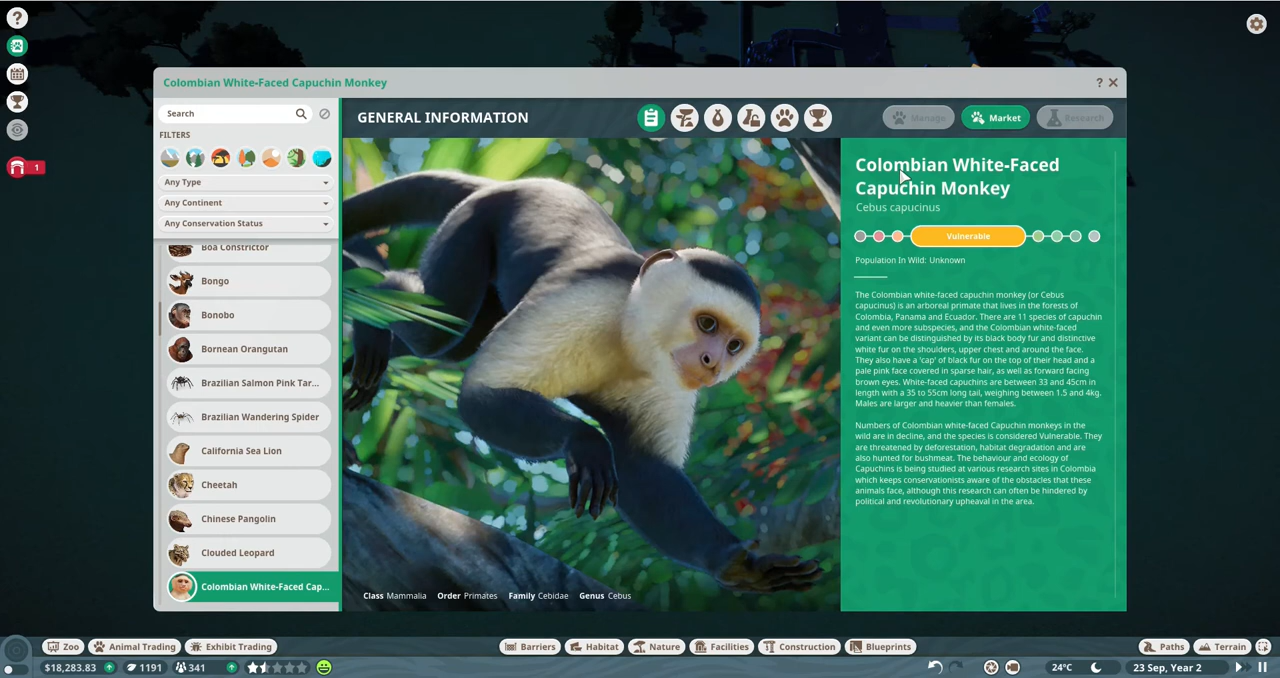 ?
Colombian White-Faced Capuchin Monkey
? ×
Search
GENERAL INFORMATION
Manage
Market
Research
FILTERS
1
Any Type
Any Continent
Any Conservation Status
Boa Constrictor
Bongo
Bonobo
Bornean Orangutan
Brazilian Salmon Pink Tar...
Brazilian Wandering Spider
California Sea Lion
Cheetah
Chinese Pangolin
Clouded Leopard
Colombian White-Faced Cap...
Class Mammalia Order Primates Family Cebidae Genus Cebus
Colombian White-Faced
Capuchin Monkey
Cebus capucinus
Vulnerable
Population In Wild: Unknown
The Colombian white-faced capuchin monkey (or Cebus
capucinus) is an arboreal primate that lives in the forests of
Colombia, Panama and Ecuador. There are 11 species of capuchin
and even more subspecies, and the Colombian white-faced
variant can be distinguished by its black body fur and distinctive
white fur on the shoulders, upper chest and around the face.
They also have a 'cap' of black fur on the top of their head and a
pale pink face covered in sparse hair, as well as forward facing
brown eyes. White-faced capuchins are between 33 and 45cm in
length with a 35 to 55cm long tail, weighing between 1.5 and 4kg.
Males are larger and heavier than females.
Numbers of Colombian white-faced Capuchin monkeys in the
wild are in decline, and the species is considered Vulnerable. They
are threatened by deforestation, habitat degradation and are
also hunted for bushmeat. The behaviour and ecology of
Capuchins is being studied at various research sites in Colombia
which keeps conservationists aware of the obstacles that these
animals face, although this research can often be hindered by
political and revolutionary upheaval in the area.
Zoo Animal Trading Exhibit Trading Barriers Habitat Nature Facilities Construction Blueprints Paths Terrain
$18,283.83 1191 341 24°C 23 Sep, Year 2